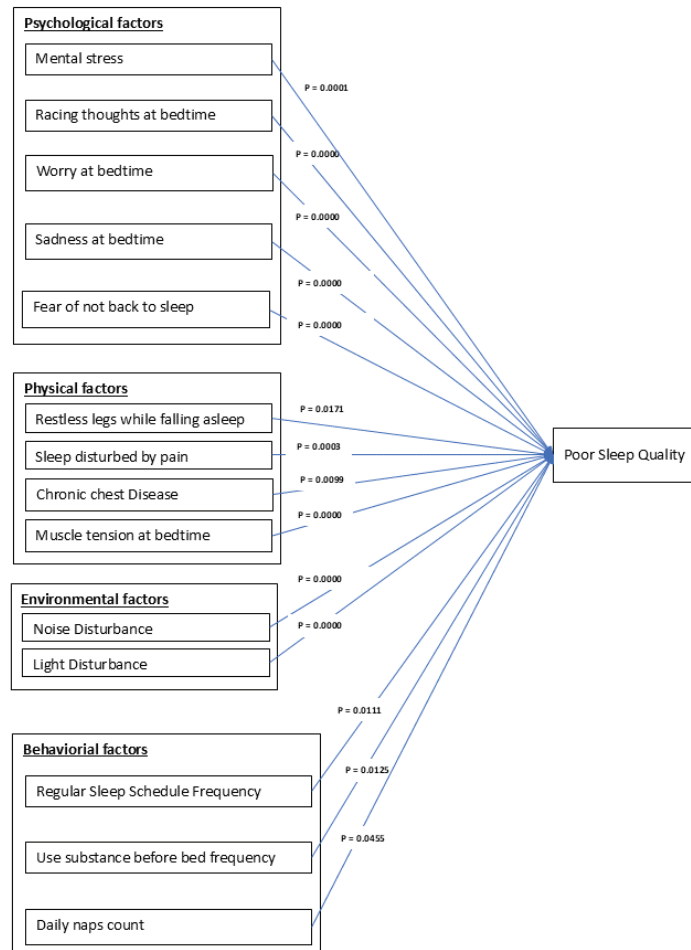 Psychological factors
Mental stress
P = 0.0001
Racing thoughts at bedtime
P = 0.0000
Worry at bedtime
P = 0.0000
Sadness at bedtime
P = 0.0000
Fear of not back to sleep
P = 0.0000
Physical factors
Restless legs while falling asleep
P = 0.0171
Sleep disturbed by pain
P = 0.0003
Chronic chest Disease
P = 0.0099
Muscle tension at bedtime
P = 0.0000
Poor Sleep Quality
Environmental factors
P = 0.0000
Noise Disturbance
P = 0.0000
Light Disturbance
Behaviorial factors
P = 0.0111
Regular Sleep Schedule Frequency
P = 0.0125
Use substance before bed frequency
P = 0.0455
Daily naps count